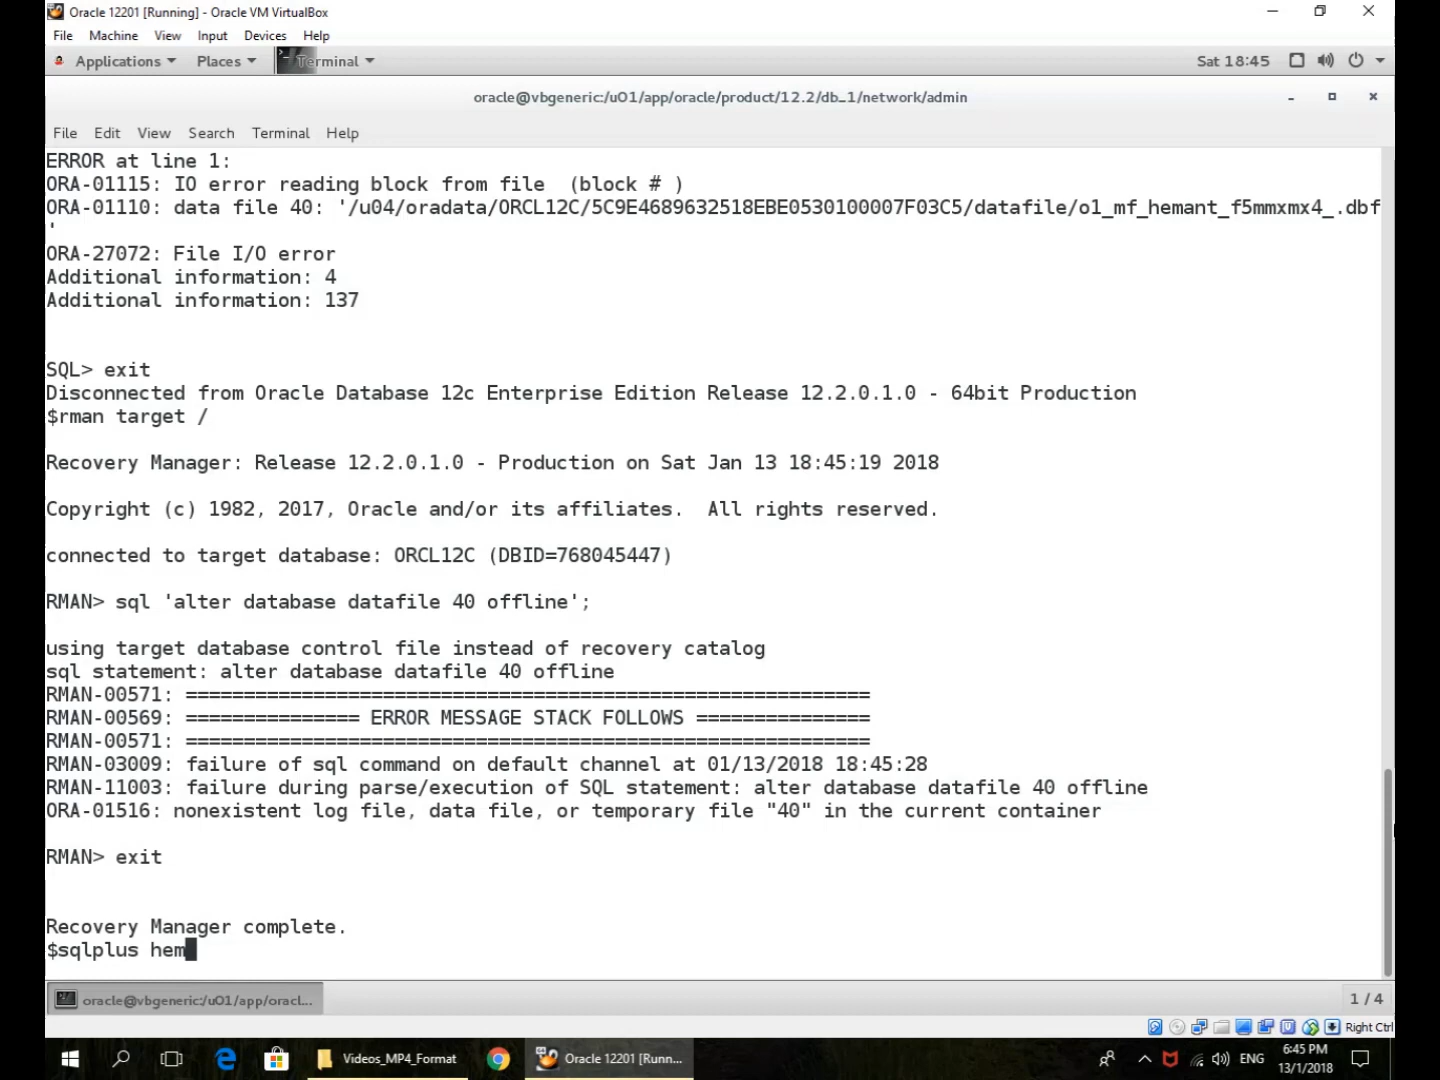 Oracle 12201 [Running] - Oracle VM VirtualBox
File Machine View Input Devices Help
Applications Places Terminal Sat 18:45
oracle@vbgeneric:/u01/app/oracle/product/12.2/db_1/network/admin
File Edit View Search Terminal Help
ERROR at line 1:
ORA-01115: IO error reading block from file  (block # )
ORA-01110: data file 40: '/u04/oradata/ORCL12C/5C9E4689632518EBE0530100007F03C5/datafile/o1_mf_hemant_f5mmxmx4_.dbf
'
ORA-27072: File I/O error
Additional information: 4
Additional information: 137
SQL> exit
Disconnected from Oracle Database 12c Enterprise Edition Release 12.2.0.1.0 - 64bit Production
$rman target /
Recovery Manager: Release 12.2.0.1.0 - Production on Sat Jan 13 18:45:19 2018
Copyright (c) 1982, 2017, Oracle and/or its affiliates.  All rights reserved.
connected to target database: ORCL12C (DBID=768045447)
RMAN> sql 'alter database datafile 40 offline';
using target database control file instead of recovery catalog
sql statement: alter database datafile 40 offline
RMAN-00571: ===========================================================
RMAN-00569: =============== ERROR MESSAGE STACK FOLLOWS ===============
RMAN-00571: ===========================================================
RMAN-03009: failure of sql command on default channel at 01/13/2018 18:45:28
RMAN-11003: failure during parse/execution of SQL statement: alter database datafile 40 offline
ORA-01516: nonexistent log file, data file, or temporary file "40" in the current container
RMAN> exit
Recovery Manager complete.
$sqlplus hem
oracle@vbgeneric:/u01/app/oracl... 1 / 4
Right Ctrl
Videos_MP4_Format Oracle 12201 [Runn... ENG 6:45 PM
13/1/2018